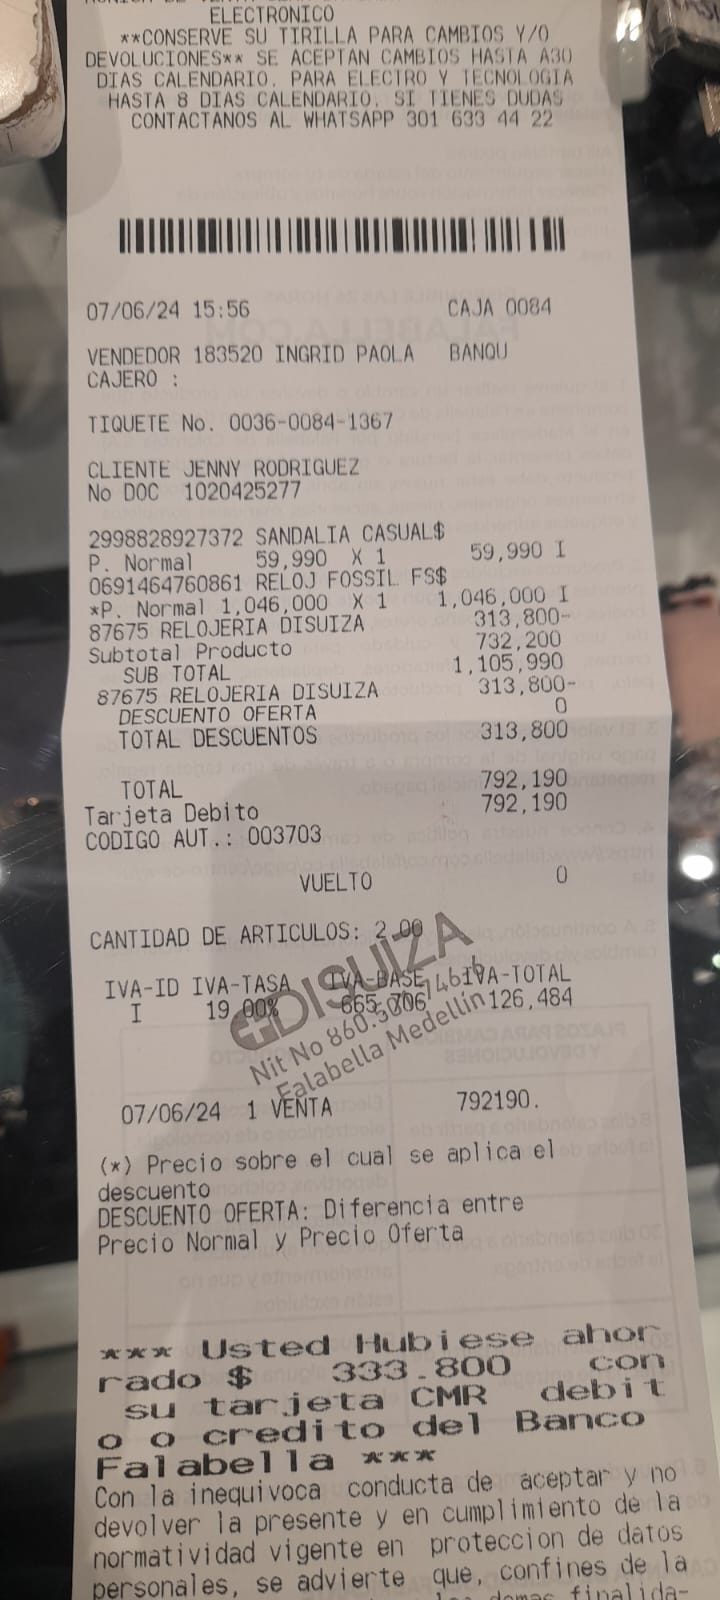 ELECTRONICO
**CONSERVE SU TIRILLA PARA CAMBIOS Y/O
DEVOLUCIONES** SE ACEPTAN CAMBIOS HASTA A30
DIAS CALENDARIO. PARA ELECTRO Y TECNOLOGIA
HASTA 8 DIAS CALENDARIO. SI TIENES DUDAS
CONTACTANOS AL WHATSAPP 301 633 44 22
07/06/24 15:56 CAJA 0084
VENDEDOR 183520 INGRID PAOLA BANQU
CAJERO :
TIQUETE No. 0036-0084-1367
CLIENTE JENNY RODRIGUEZ
No DOC 1020425277
2998828927372 SANDALIA CASUAL$
P. Normal 59,990 X 1 59,990 I
0691464760861 RELOJ FOSSIL FS$
*P. Normal 1,046,000 X 1 1,046,000 I
87675 RELOJERIA DISUIZA 313,800-
Subtotal Producto 732,200
SUB TOTAL 1,105,990
87675 RELOJERIA DISUIZA 313,800-
DESCUENTO OFERTA 0
TOTAL DESCUENTOS 313,800
TOTAL 792,190
Tarjeta Debito 792,190
CODIGO AUT.: 003703
VUELTO 0
CANTIDAD DE ARTICULOS: 2.00
IVA-ID IVA-TASA IVA-BASE IVA-TOTAL
I 19.00% 665,706 126,484
DISUIZA
Nit No 860.
Falabella Medellin
07/06/24 1 VENTA 792190.
(*) Precio sobre el cual se aplica el
descuento
DESCUENTO OFERTA: Diferencia entre
Precio Normal y Precio Oferta
*** Usted Hubiese ahor
rado $ 333.800 con
su tarjeta CMR debit
o o credito del Banco
Falabella ***
Con la inequivoca conducta de aceptar y no
devolver la presente y en cumplimiento de la
normatividad vigente en proteccion de datos
personales, se advierte que, confines de la